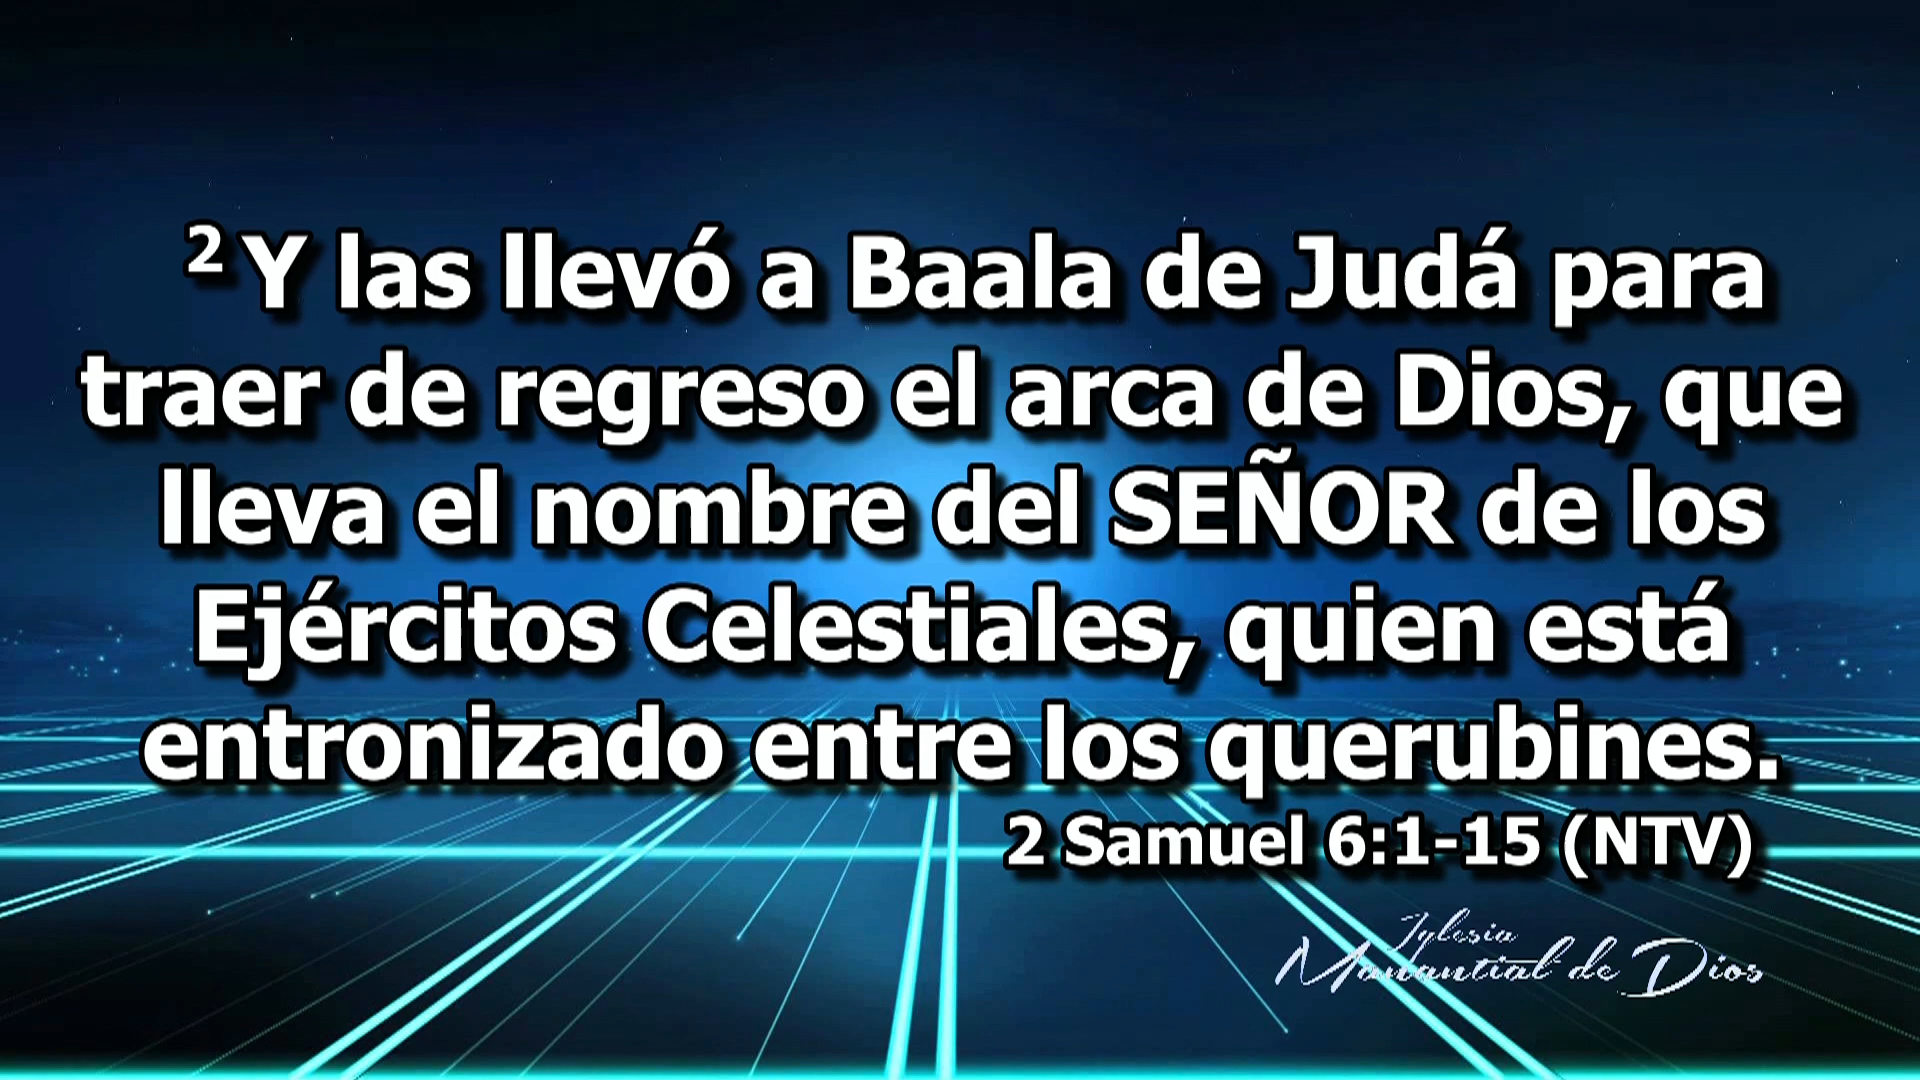 2 Y las llevó a Baala de Judá para
traer de regreso el arca de Dios, que
lleva el nombre del SEÑOR de los
Ejércitos Celestiales, quien está
entronizado entre los querubines.
2 Samuel 6:1-15 (NTV)
Iglesia
Manantial de Dios